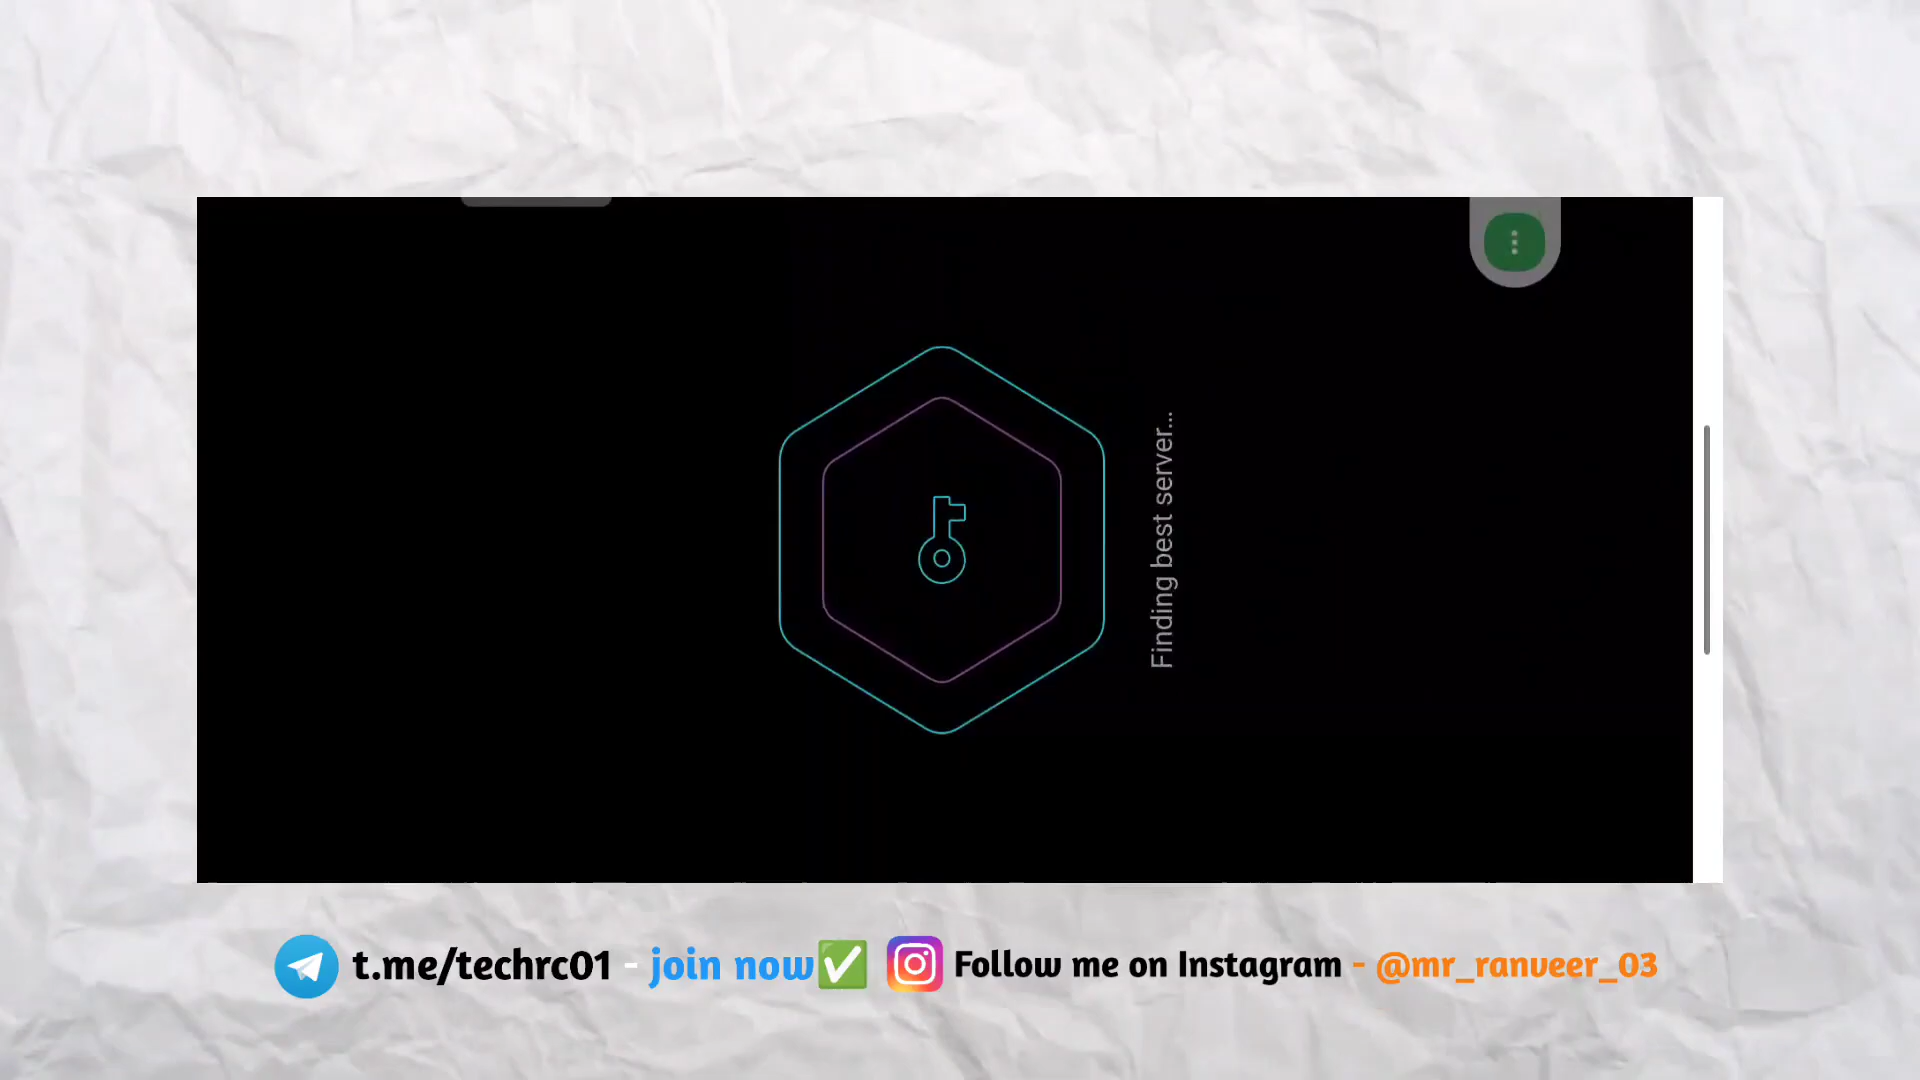 Finding best server...
t.me/techrc01 - join now✅ Follow me on Instagram - @mr_ranveer_03